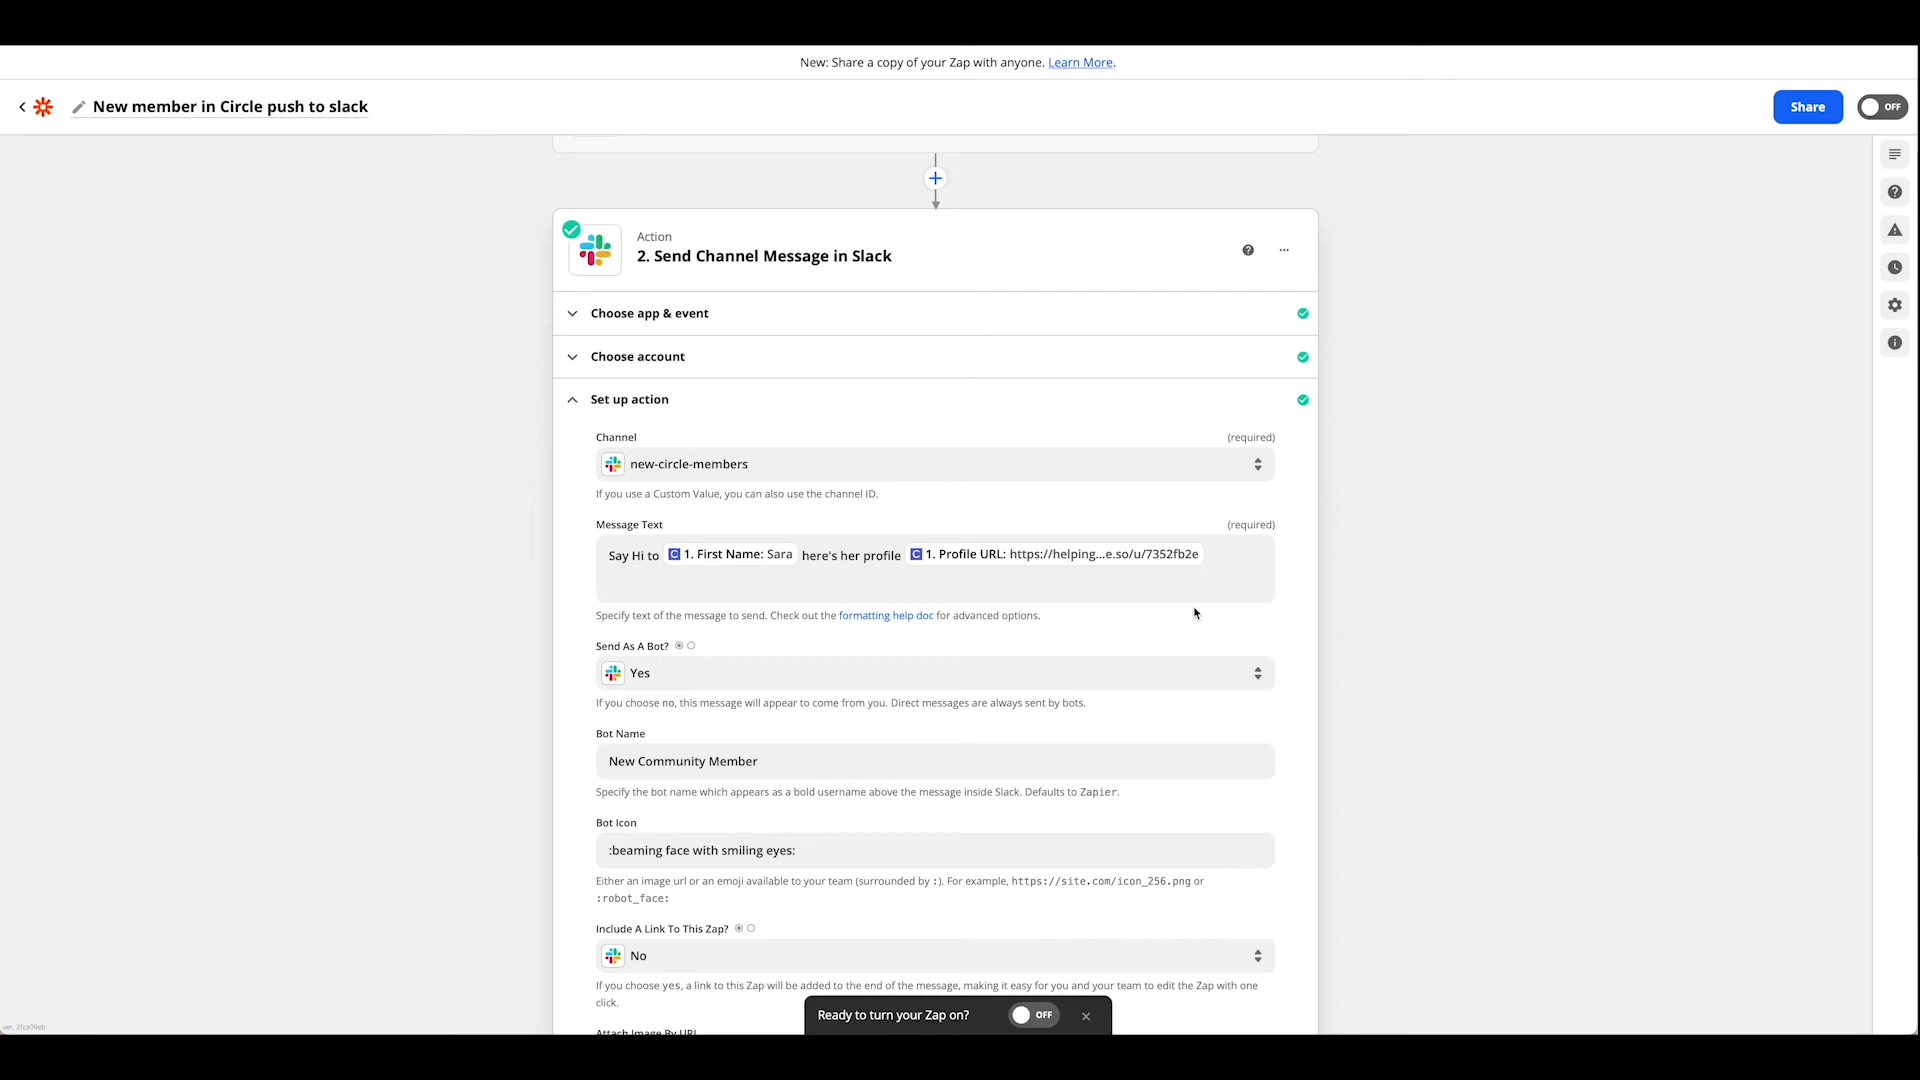 New: Share a copy of your Zap with anyone. Learn More.
New member in Circle push to slack
Share
OFF
Action
2. Send Channel Message in Slack
Choose app & event
Choose account
Set up action
Channel (required)
new-circle-members
If you use a Custom Value, you can also use the channel ID.
Message Text (required)
Say Hi to C 1. First Name: Sara here's her profile C 1. Profile URL: https://helping...e.so/u/7352fb2e
Specify text of the message to send. Check out the formatting help doc for advanced options.
Send As A Bot?
Yes
If you choose no, this message will appear to come from you. Direct messages are always sent by bots.
Bot Name
New Community Member
Specify the bot name which appears as a bold username above the message inside Slack. Defaults to Zapier.
Bot Icon
:beaming face with smiling eyes:
Either an image url or an emoji available to your team (surrounded by :). For example, https://site.com/icon_256.png or
:robot_face:
Include A Link To This Zap?
No
If you choose yes, a link to this Zap will be added to the end of the message, making it easy for you and your team to edit the Zap with one
click.
Attach Image By URL
Ready to turn your Zap on? OFF
ver. 2fca09eb